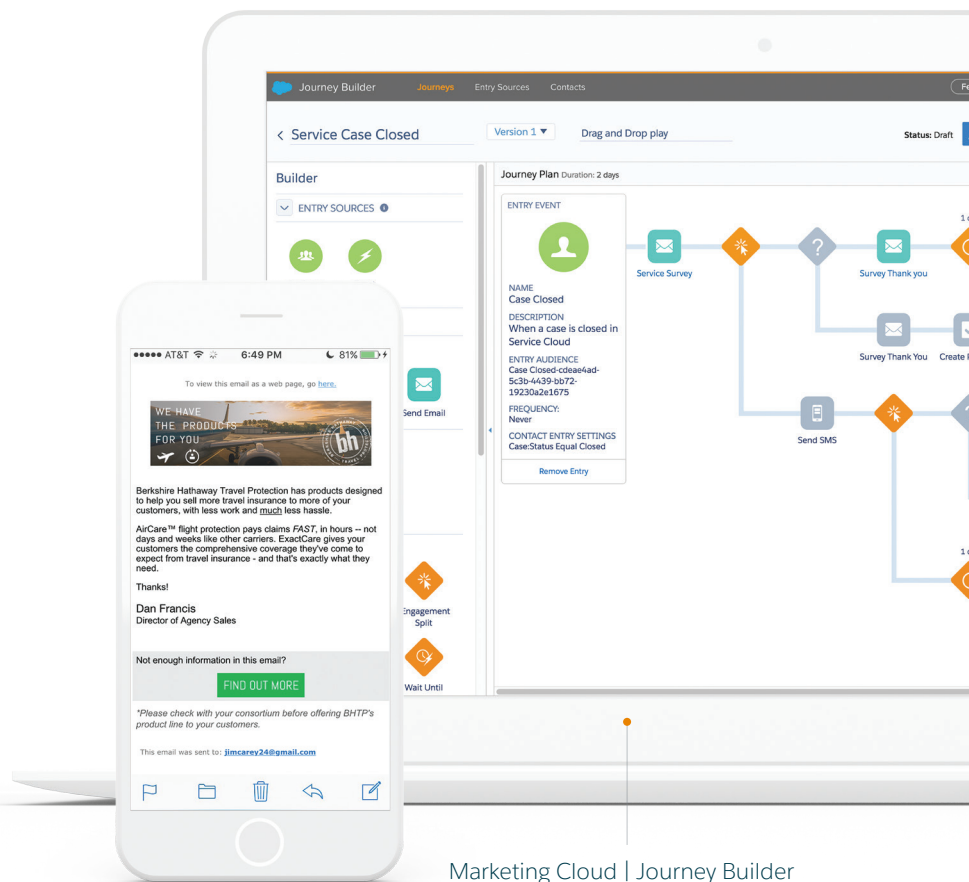 Journey Builder
Journeys
Entry Sources
Contacts
Service Case Closed
Version 1
Drag and Drop play
Status: Draft
Builder
ENTRY SOURCES
Journey Plan Duration: 2 days
ENTRY EVENT
NAME
Case Closed
DESCRIPTION
When a case is closed in
Service Cloud
ENTRY AUDIENCE
Case Closed-cdeae4ad-
5c3b-4439-bb72-
19230a2e1675
FREQUENCY:
Never
CONTACT ENTRY SETTINGS
Case:Status Equal Closed
Remove Entry
Service Survey
Survey Thank you
Survey Thank You
Create
Send SMS
Send Email
Engagement
Split
Wait Until
AT&T
6:49 PM
81%
To view this email as a web page, go here.
WE HAVE
THE PRODUCTS
FOR YOU
bh
Berkshire Hathaway Travel Protection has products designed
to help you sell more travel insurance to more of your
customers, with less work and much less hassle.
AirCare™ flight protection pays claims FAST, in hours -- not
days and weeks like other carriers. ExactCare gives your
customers the comprehensive coverage they've come to
expect from travel insurance - and that's exactly what they
need.
Thanks!
Dan Francis
Director of Agency Sales
Not enough information in this email?
FIND OUT MORE
*Please check with your consortium before offering BHTP's
product line to your customers.
This email was sent to: jimcarey24@gmail.com
Marketing Cloud | Journey Builder